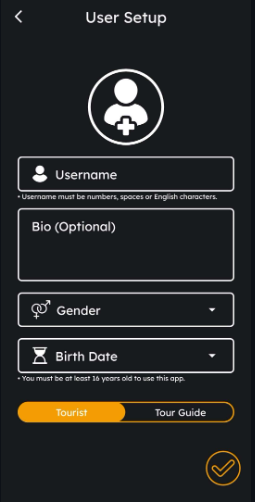 User Setup
Username
• Username must be numbers, spaces or English characters.
Bio (Optional)
Gender
Birth Date
• You must be at least 16 years old to use this app.
Tourist
Tour Guide